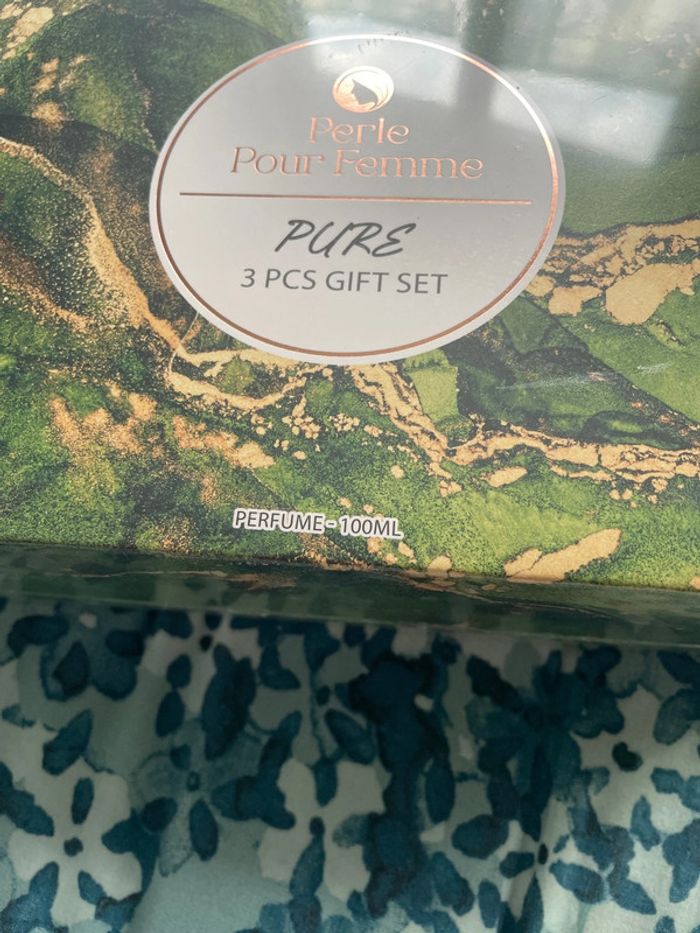 Perle
Pour Femme
PURE
3 PCS GIFT SET
PERFUME - 100ML